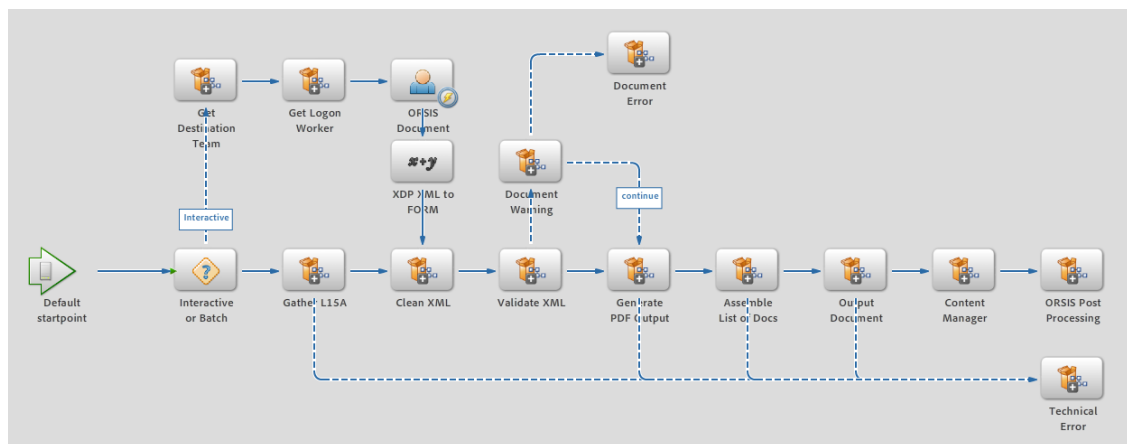 Document
Error
Get
Destination
Team
Get Logon
Worker
ORSIS
Document
x+y
XDP XML to
FORM
Document
Warning
continue
Interactive
?
Default
startpoint
Interactive
or Batch
Gather L15A
Clean XML
Validate XML
Generate
PDF Output
Assemble
List of Docs
Output
Document
Content
Manager
ORSIS Post
Processing
Technical
Error